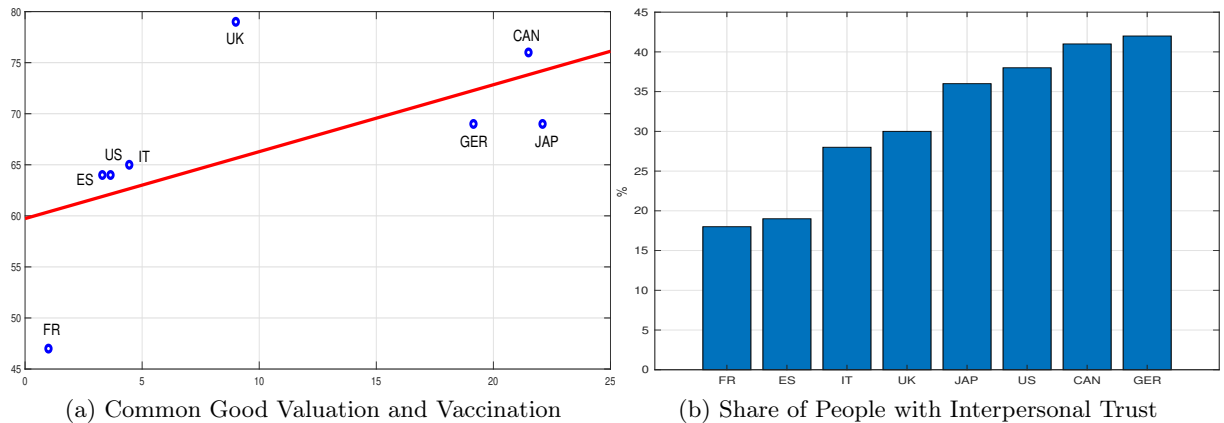 80
75
70
65
60
55
50
45
0
5
10
15
20
25
UK
CAN
GER
JAP
US
IT
ES
FR
(a) Common Good Valuation and Vaccination
45
40
35
30
25
20
15
10
5
0
%
FR
ES
IT
UK
JAP
US
CAN
GER
(b) Share of People with Interpersonal Trust